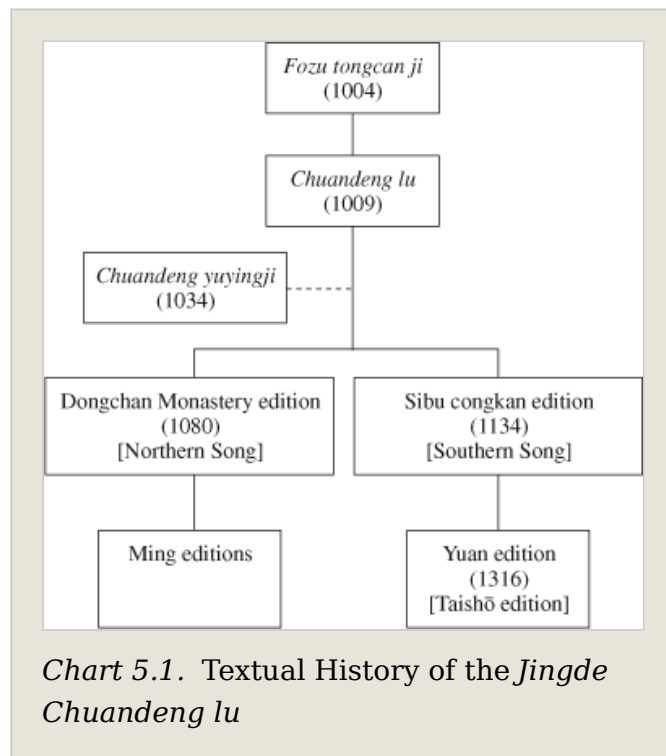 Fozu tongcan ji
(1004)
Chuandeng lu
(1009)
Chuandeng yuyingji
(1034)
Dongchan Monastery edition
(1080)
[Northern Song]
Sibu congkan edition
(1134)
[Southern Song]
Ming editions
Yuan edition
(1316)
[Taishō edition]
Chart 5.1. Textual History of the Jingde
Chuandeng lu